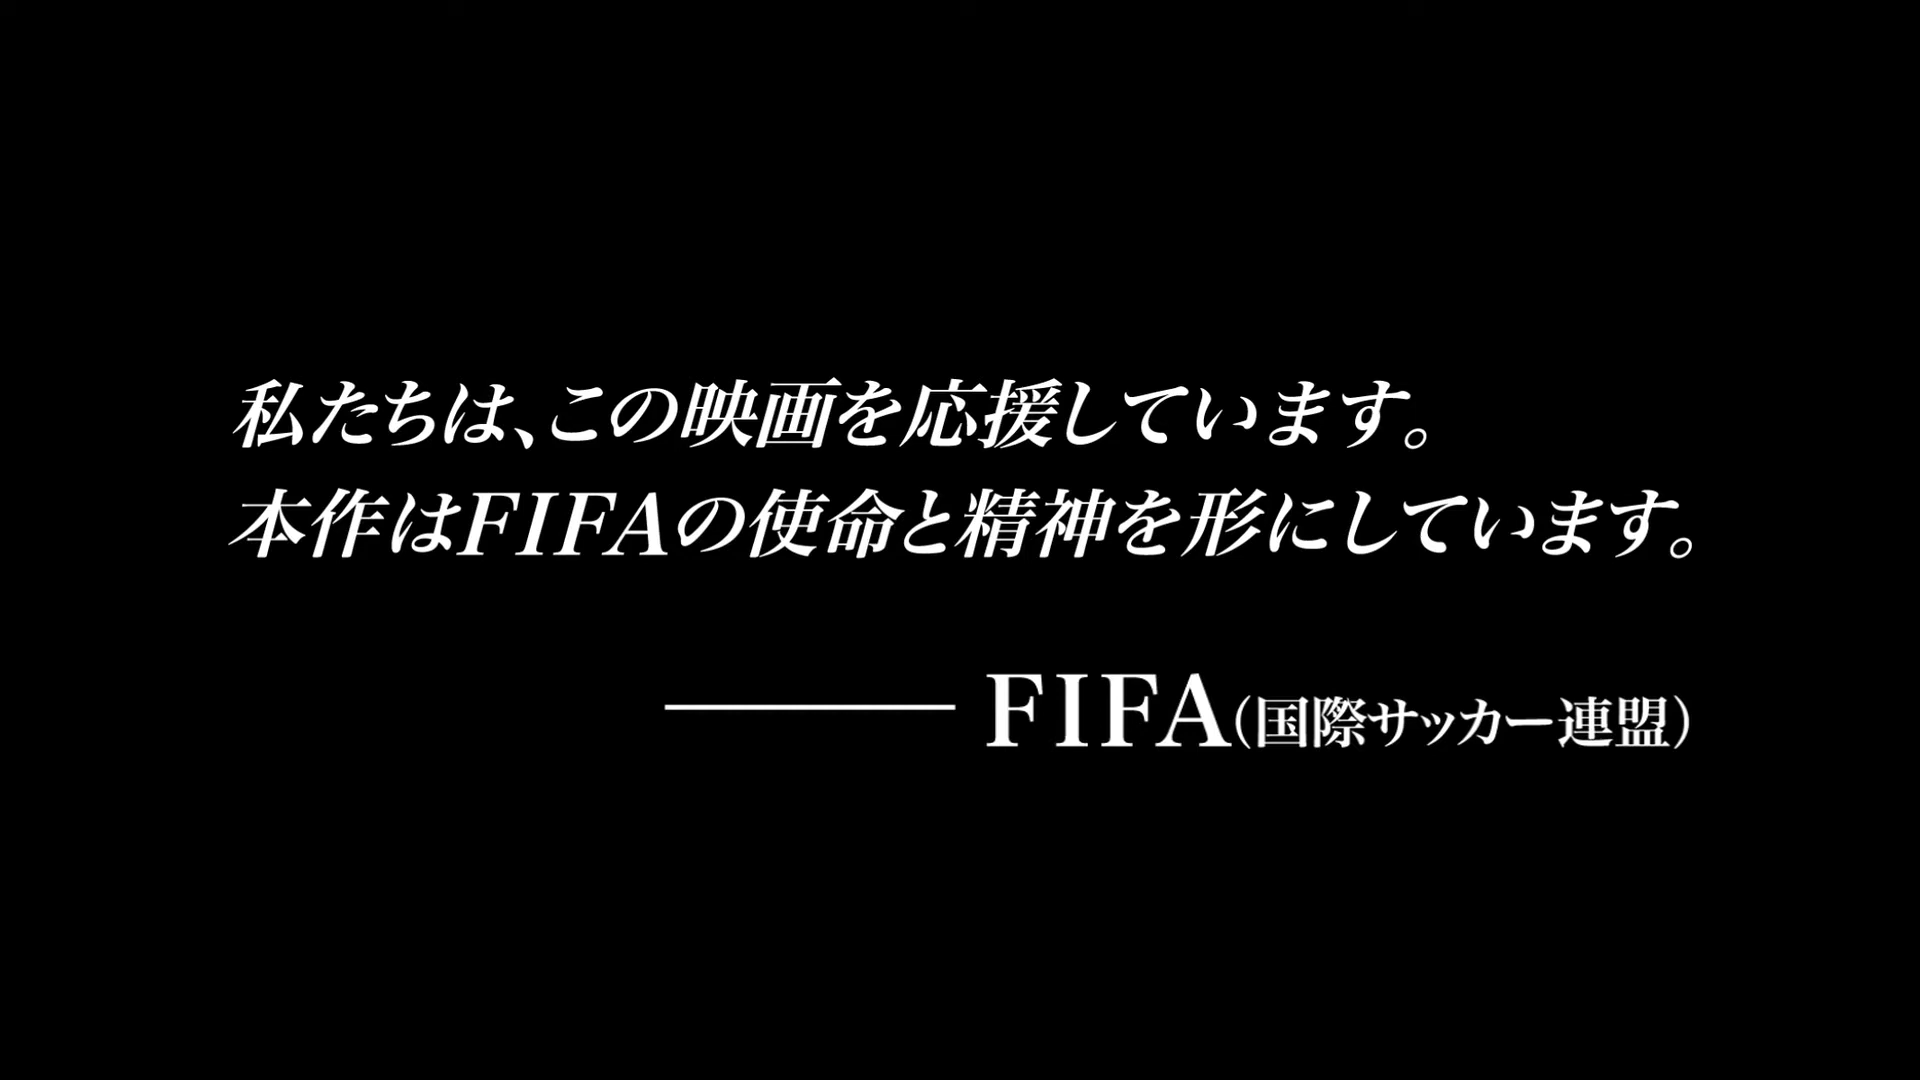 私たちは、この映画を応援しています。
本作はFIFAの使命と精神を形にしています。
―――― FIFA(国際サッカー連盟)